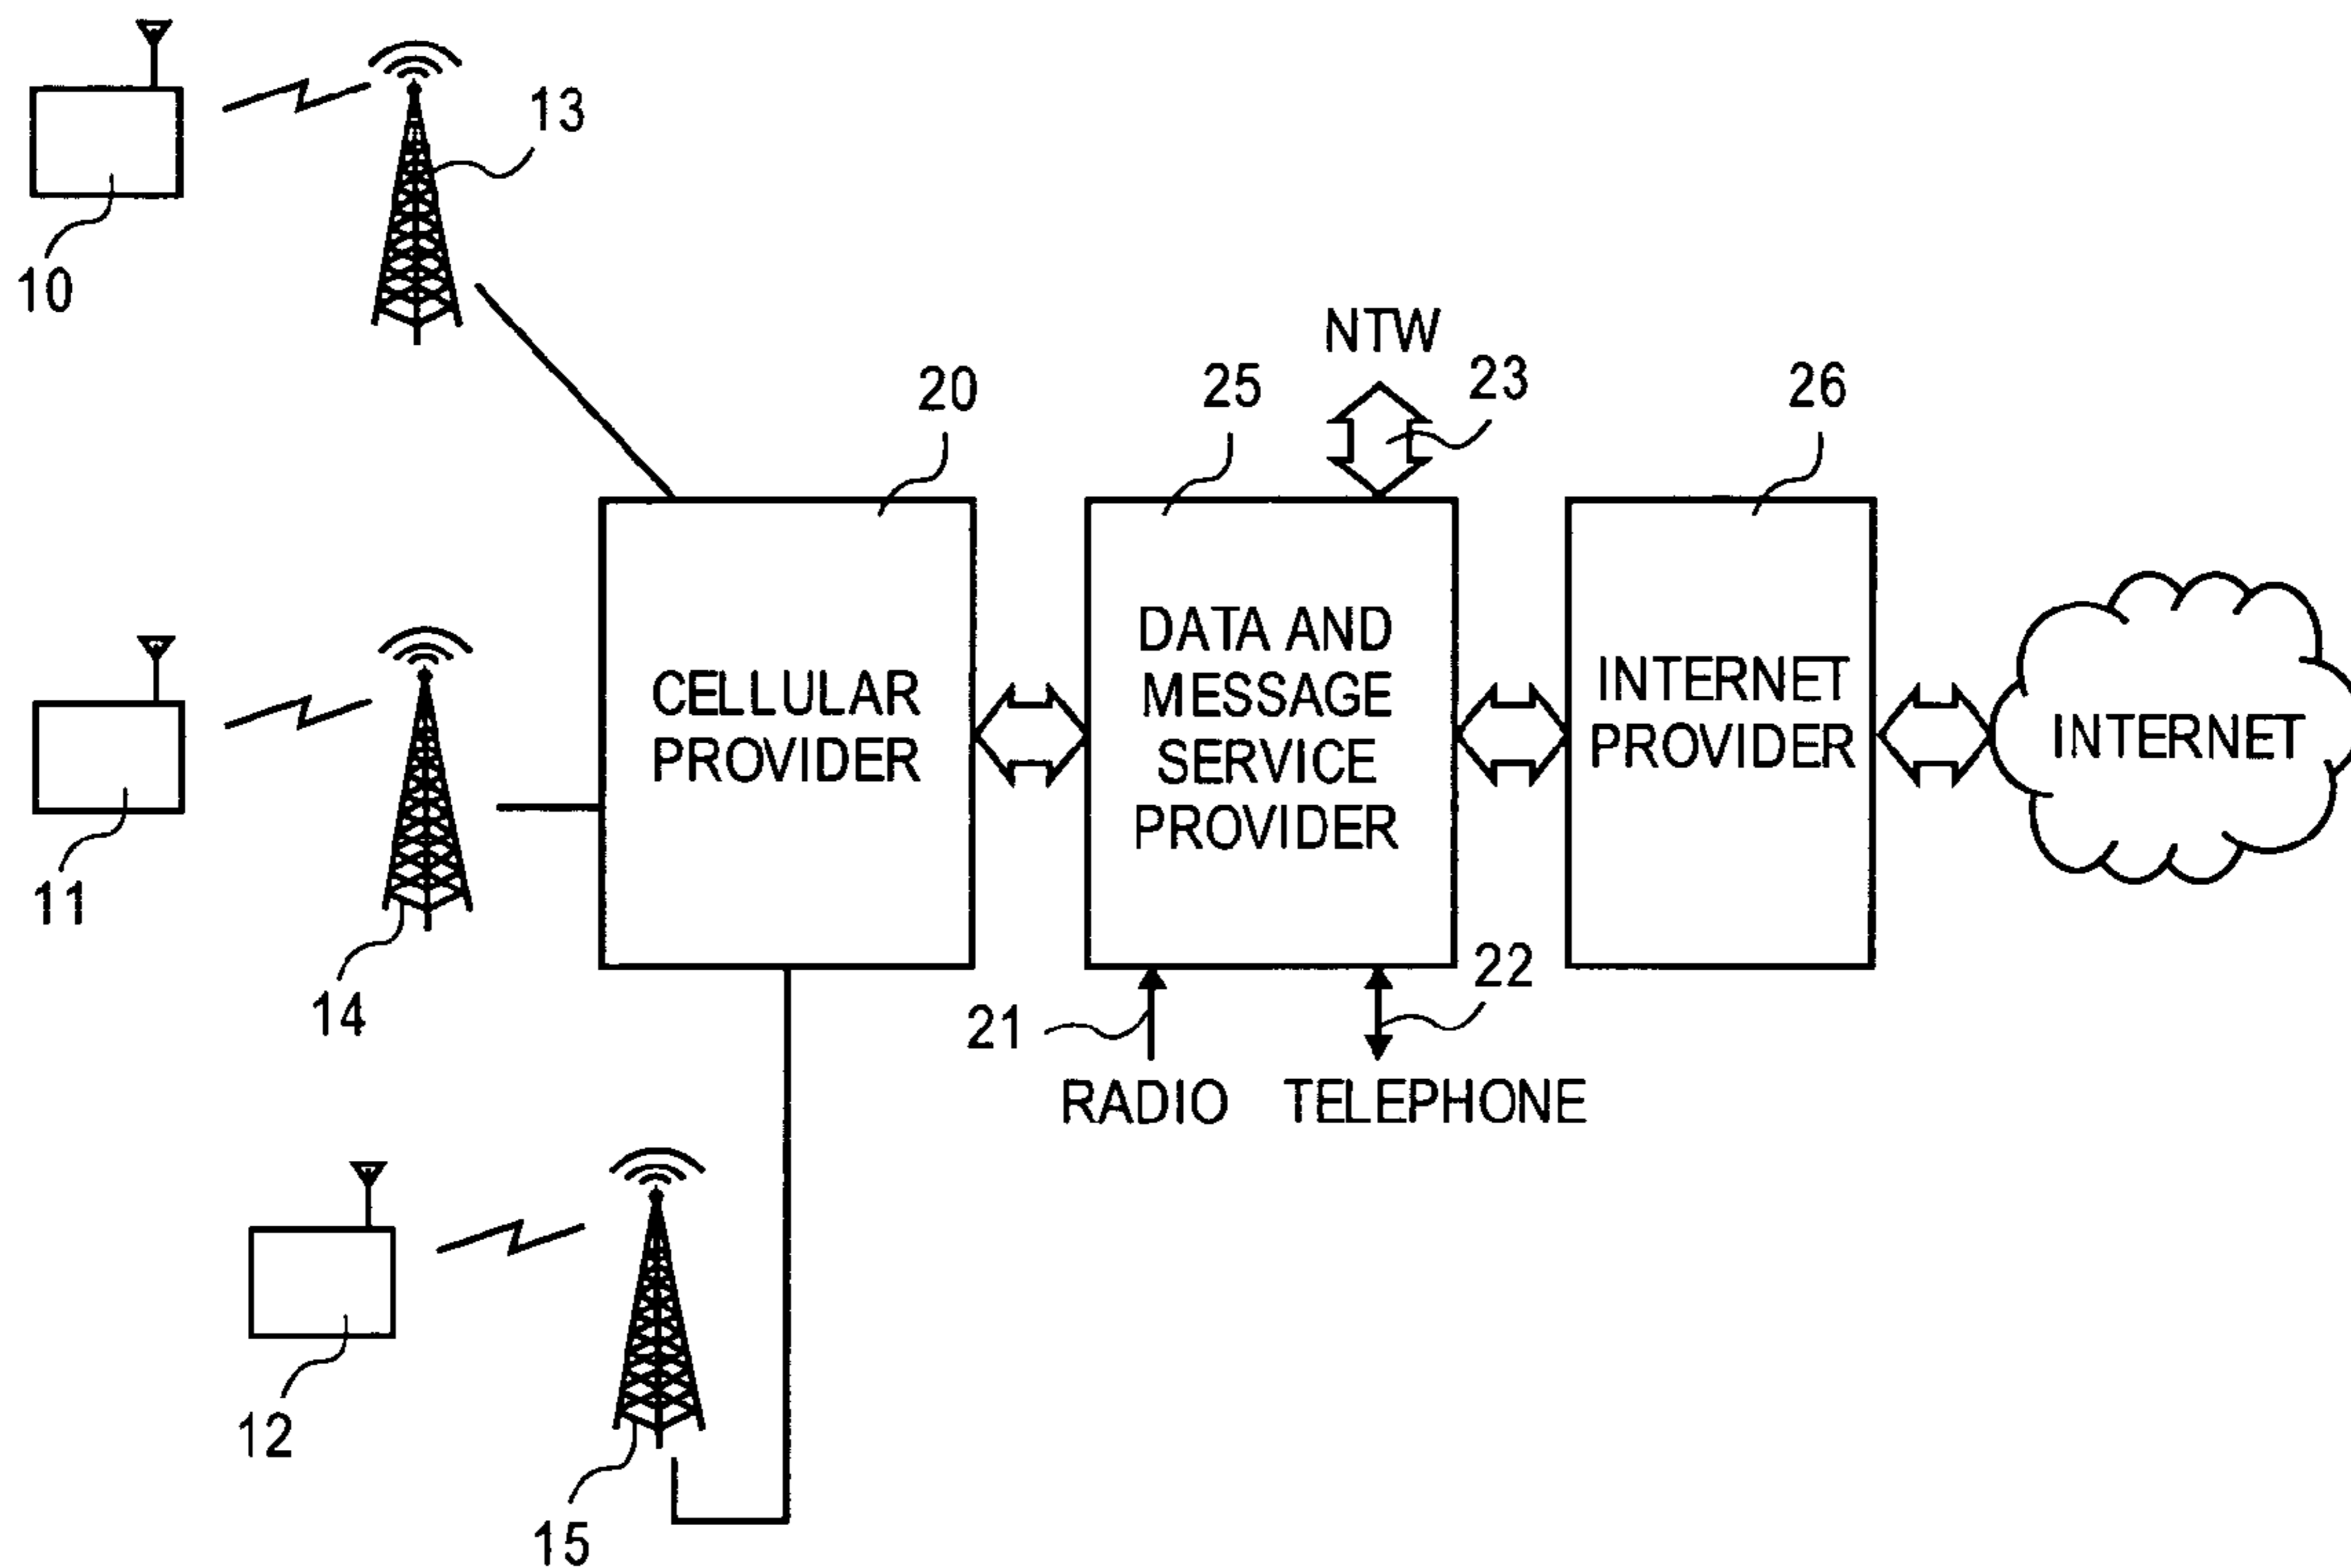 13
10
NTW
20
25
23
26
CELLULAR
PROVIDER
DATA AND
MESSAGE
SERVICE
PROVIDER
INTERNET
PROVIDER
INTERNET
11
14
21
22
RADIO
TELEPHONE
12
15